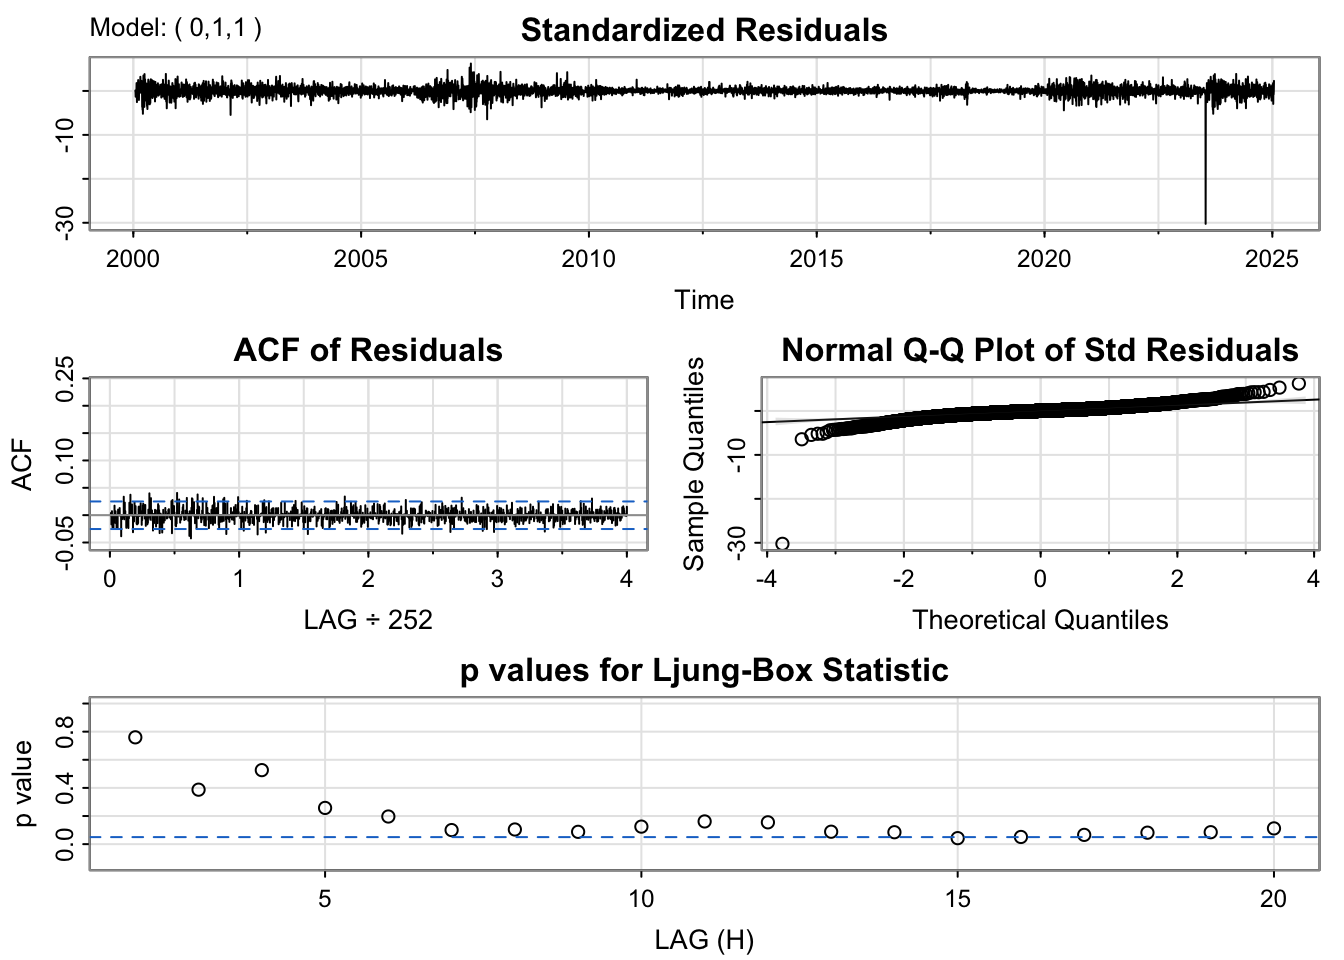 Model: ( 0,1,1 )
Standardized Residuals
-10
-30
2000 2005 2010 2015 2020 2025
Time
ACF of Residuals
ACF
0.25
0.10
-0.05
0 1 2 3 4
LAG ÷ 252
Normal Q-Q Plot of Std Residuals
Sample Quantiles
-10
-30
-4 -2 0 2 4
Theoretical Quantiles
p values for Ljung-Box Statistic
p value
0.8
0.4
0.0
5 10 15 20
LAG (H)